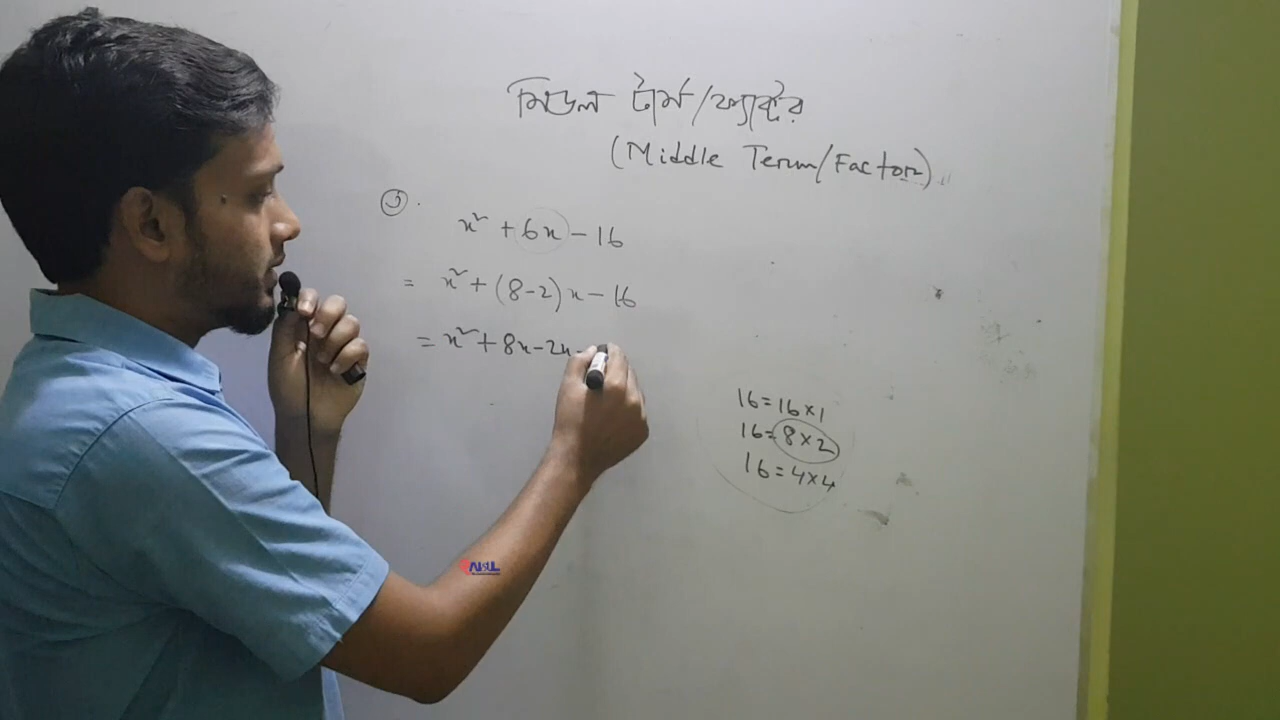 মিডল টার্ম/ফ্যাক্টর
(Middle Term/Factor)
x² + 6x - 16
= x² + (8-2)x - 16
= x² + 8x - 2x
16=16×1
16=8×2
16=4×4